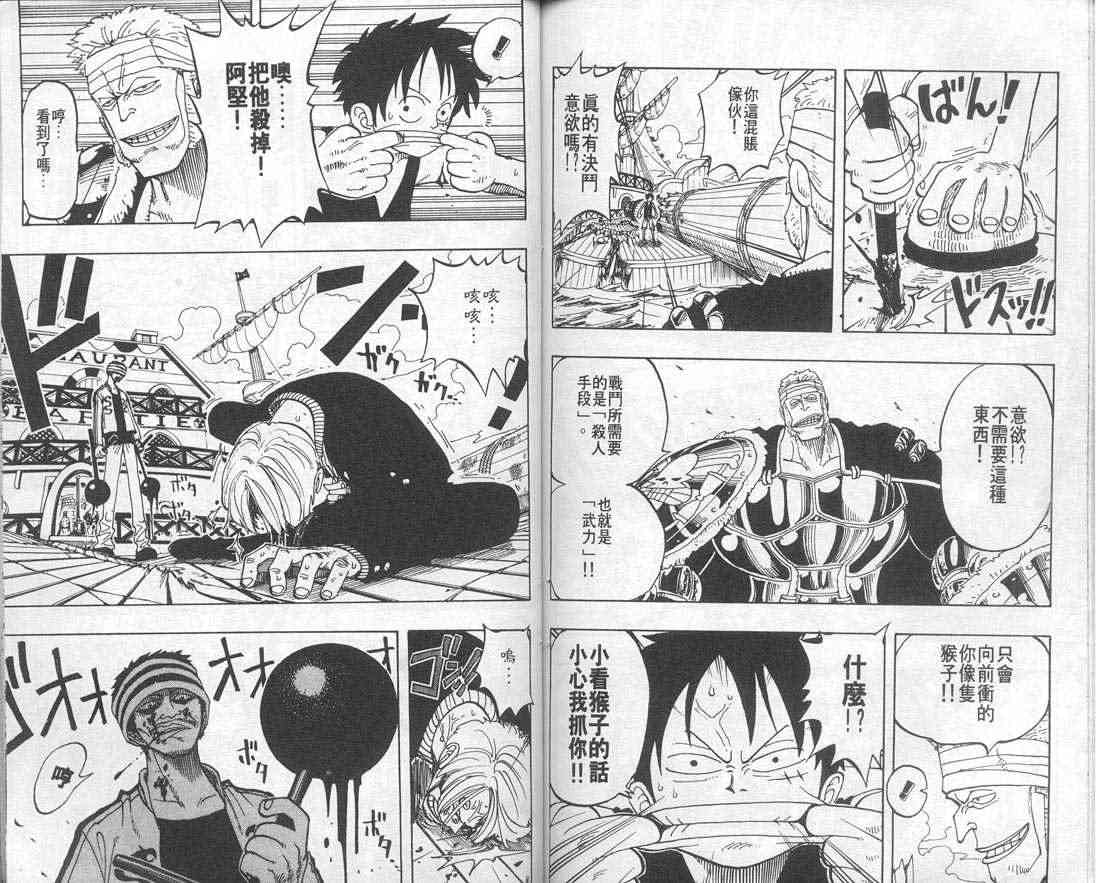 ばん！
ドスッ!!
你這混賬
傢伙！
眞的有決鬥
意欲嗎!?
意欲!?
不需要這種
東西！
戰鬥所需要
的是「殺人
手段」。
也就是
「武力」!!
只會
向前衝的
你像隻
猴子!!
！
什麼!?
小看猴子的話
小心我抓你!!
！
噢……
把他殺掉！
阿堅！
哼…
看到了嗎…
咳…
咳咳…
ドン！
ガク
ガク…
RESTAURANT
BARATIE
ボタ
ボタ
嗚…
ゴン!!
ゴオオオ
ボタ
ボタ
哼